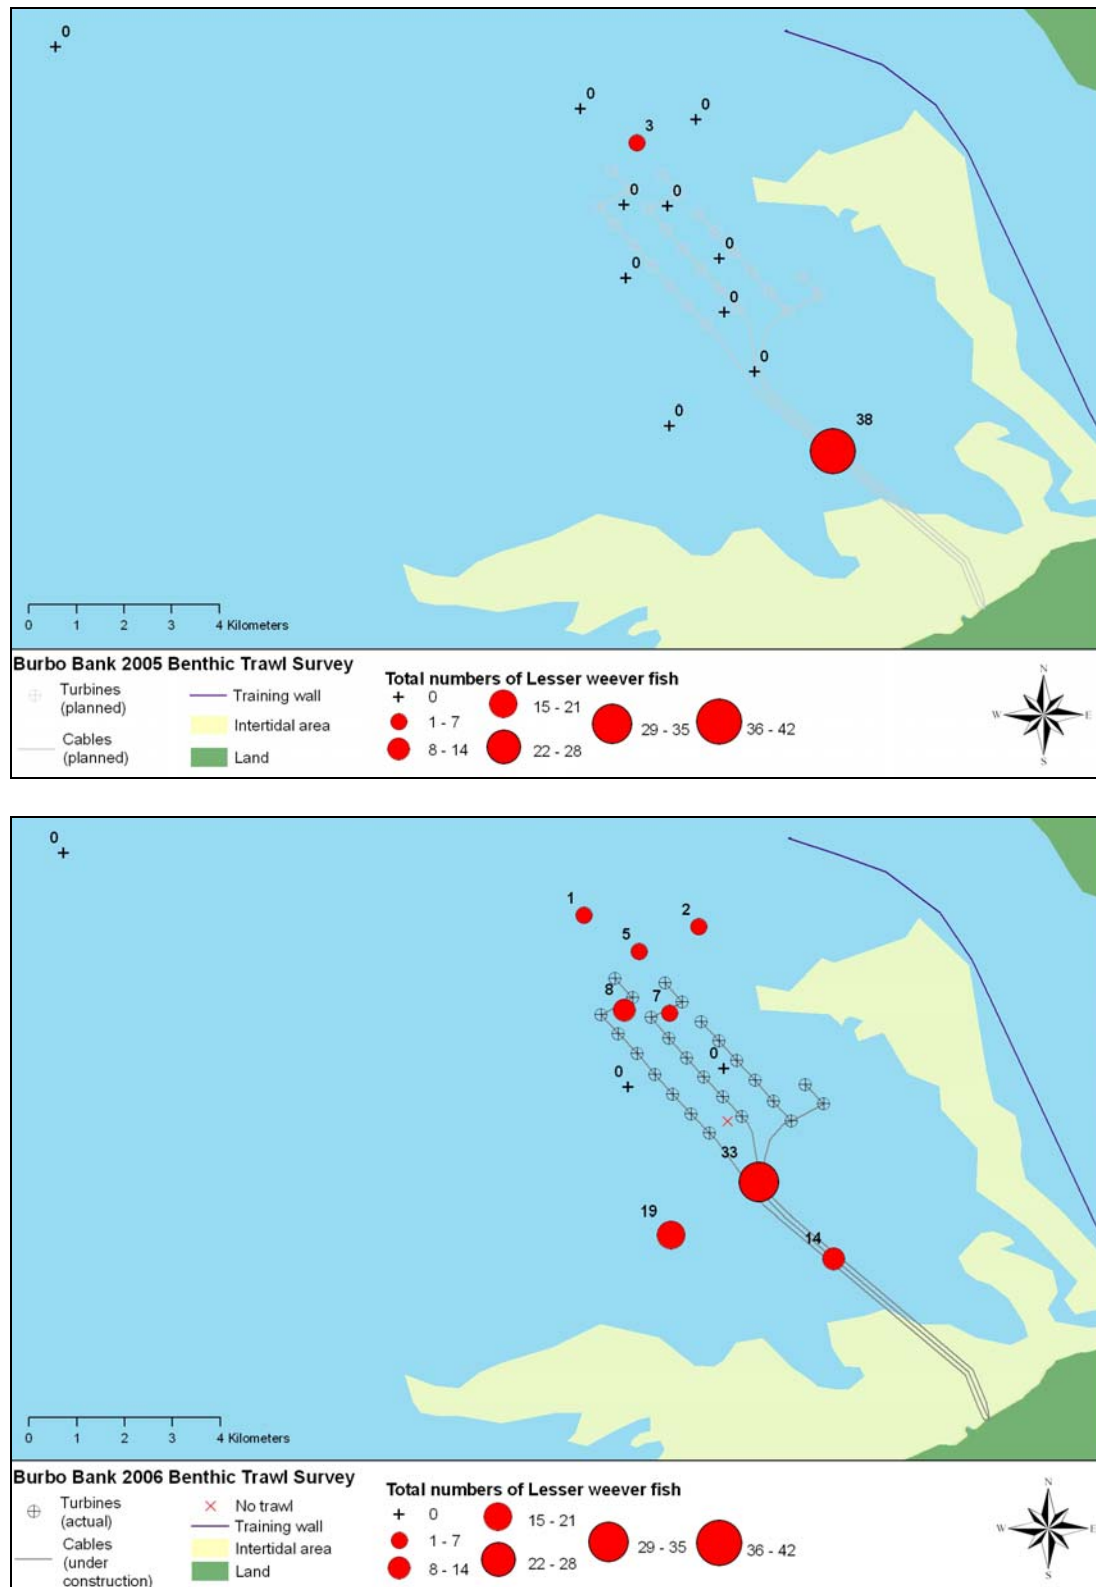 0
0
0
3
0
0
0
0
0
0
0
38
0 1 2 3 4 Kilometers
Burbo Bank 2005 Benthic Trawl Survey
Turbines
(planned)
Cables
(planned)
Training wall
Intertidal area
Land
Total numbers of Lesser weever fish
0
1 - 7
8 - 14
15 - 21
22 - 28
29 - 35
36 - 42
N
W E
S
0
1
2
5
8
7
0
0
33
19
14
0 1 2 3 4 Kilometers
Burbo Bank 2006 Benthic Trawl Survey
Turbines
(actual)
Cables
(under
construction)
No trawl
Training wall
Intertidal area
Land
Total numbers of Lesser weever fish
0
1 - 7
8 - 14
15 - 21
22 - 28
29 - 35
36 - 42
N
W E
S